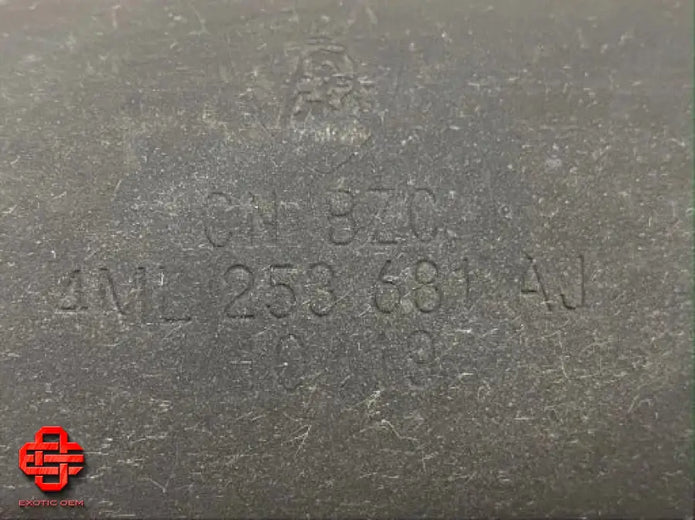 CN 8ZC
4ML 253 681 AJ
EXOTIC OEM